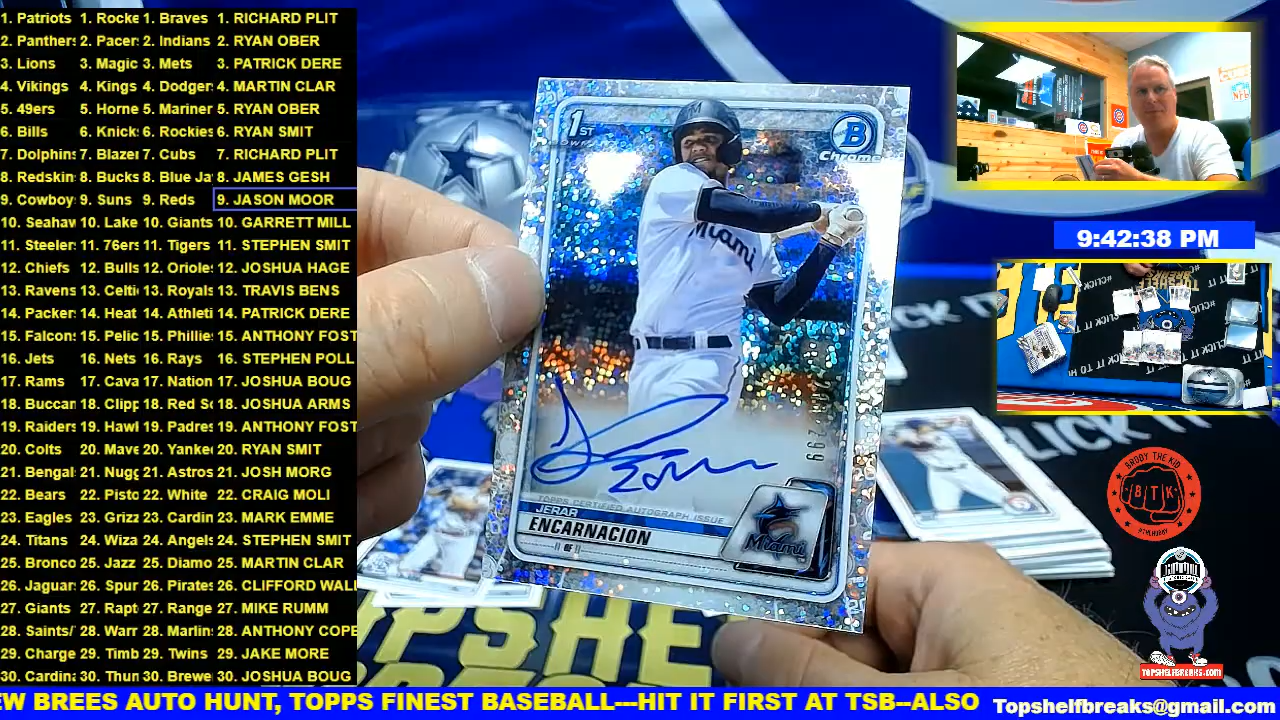 1. Patriots 1. Rocke 1. Braves 1. RICHARD PLIT
2. Panthers 2. Pacer 2. Indians 2. RYAN OBER
3. Lions 3. Magic 3. Mets 3. PATRICK DERE
4. Vikings 4. Kings 4. Dodger 4. MARTIN CLAR
5. 49ers 5. Horne 5. Mariner 5. RYAN OBER
6. Bills 6. Knick 6. Rockies 6. RYAN SMIT
7. Dolphins 7. Blazer 7. Cubs 7. RICHARD PLIT
8. Redskin 8. Bucks 8. Blue Ja 8. JAMES GESH
9. Cowboy 9. Suns 9. Reds 9. JASON MOOR
10. Seahaw 10. Lake 10. Giants 10. GARRETT MILL
11. Steeler 11. 76ers 11. Tigers 11. STEPHEN SMIT
12. Chiefs 12. Bulls 12. Oriole 12. JOSHUA HAGE
13. Ravens 13. Celti 13. Royals 13. TRAVIS BENS
14. Packer 14. Heat 14. Athleti 14. PATRICK DERE
15. Falcon 15. Pelic 15. Phillie 15. ANTHONY FOST
16. Jets 16. Nets 16. Rays 16. STEPHEN POLL
17. Rams 17. Cava 17. Nation 17. JOSHUA BOUG
18. Buccan 18. Clipp 18. Red So 18. JOSHUA ARMS
19. Raiders 19. Hawl 19. Padres 19. ANTHONY FOST
20. Colts 20. Mave 20. Yanke 20. RYAN SMIT
21. Bengal 21. Nugg 21. Astros 21. JOSH MORG
22. Bears 22. Pisto 22. White 22. CRAIG MOLI
23. Eagles 23. Grizz 23. Cardin 23. MARK EMME
24. Titans 24. Wiza 24. Angels 24. STEPHEN SMIT
25. Bronco 25. Jazz 25. Diamo 25. MARTIN CLAR
26. Jaguar 26. Spur 26. Pirates 26. CLIFFORD WALL
27. Giants 27. Rapt 27. Range 27. MIKE RUMM
28. Saints/ 28. Warr 28. Marlin 28. ANTHONY COPE
29. Charge 29. Timb 29. Twins 29. JAKE MORE
30. Cardina 30. Thun 30. Brewe 30. JOSHUA BOUG
1ST
B
Chrome
Miami
TOPPS CERTIFIED AUTOGRAPH ISSUE
JERAR
ENCARNACION
OF
Miami
9:42:38 PM
CLICK IT
BRODY THE KID
BTK
TOPSHELFBREAKS.COM
EW BREES AUTO HUNT, TOPPS FINEST BASEBALL---HIT IT FIRST AT TSB--ALSO
Topshelfbreaks@gmail.com